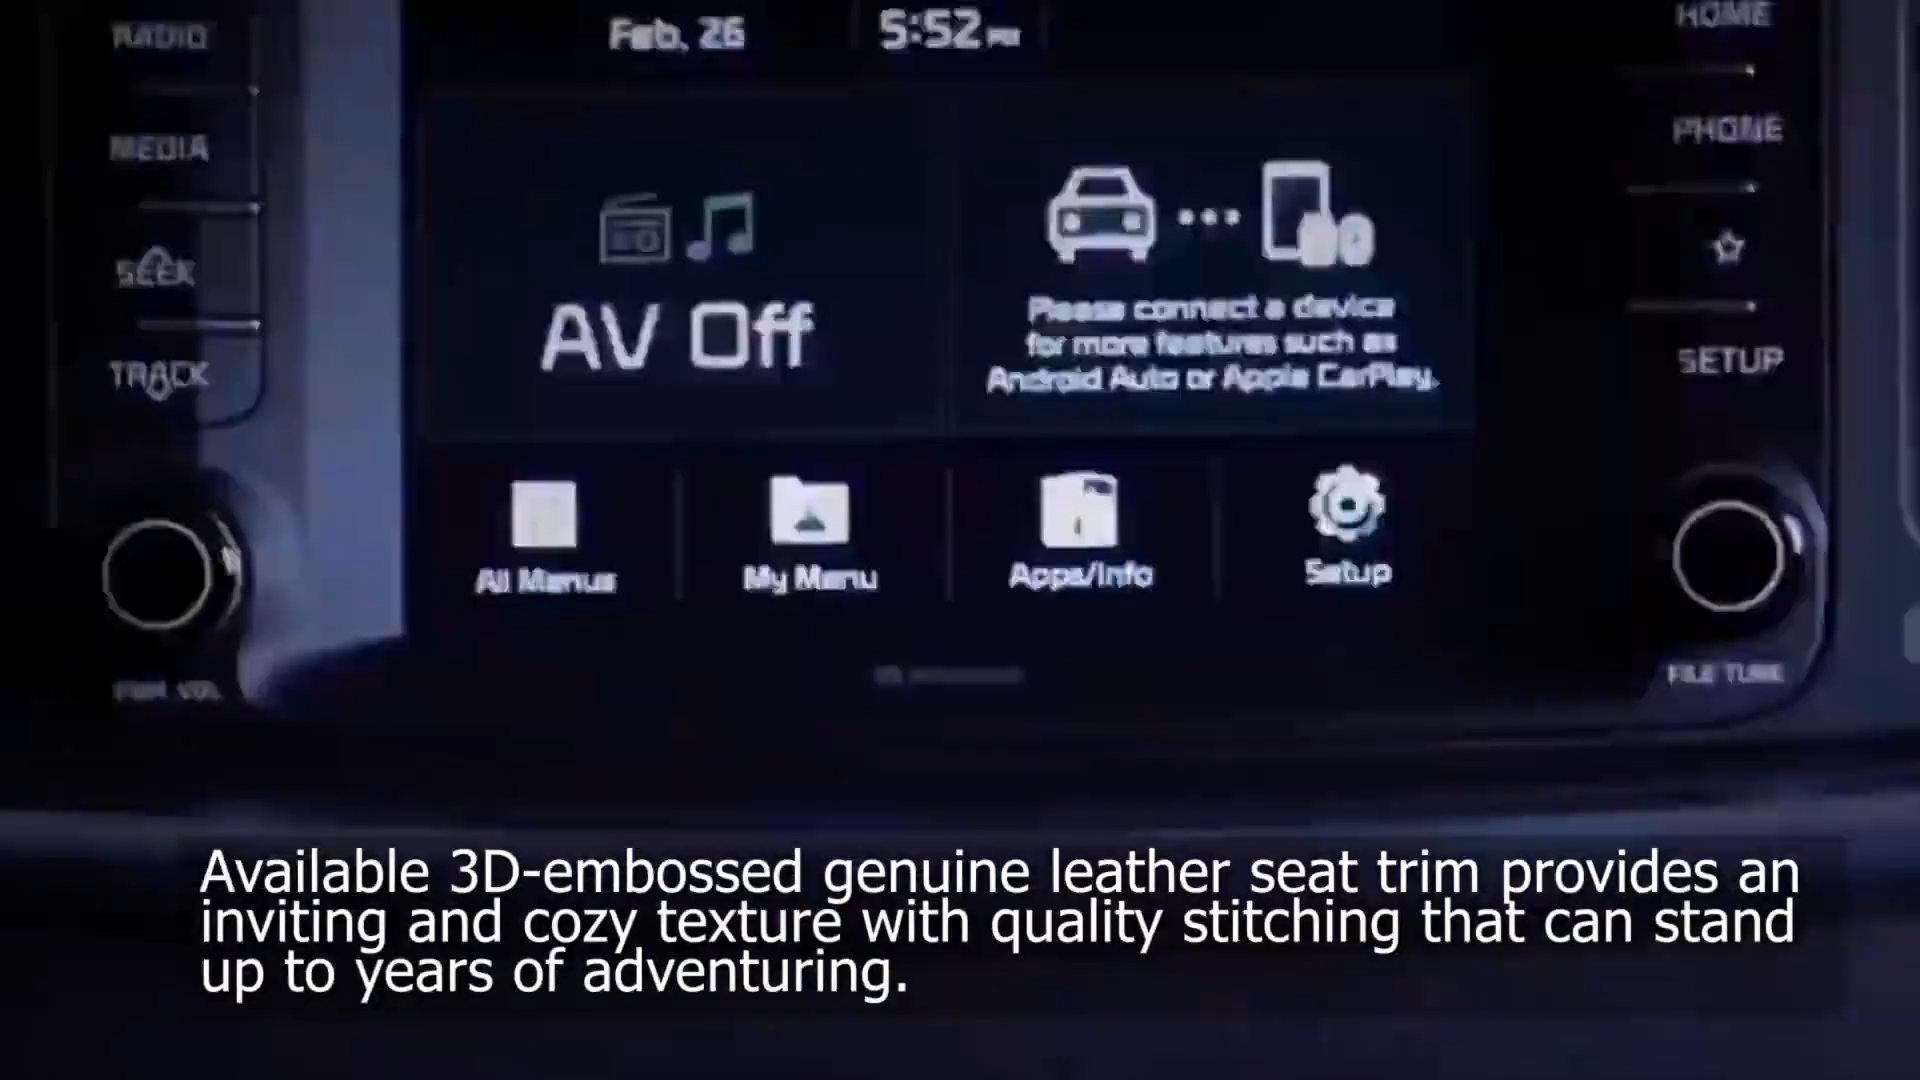 RADIO
MEDIA
SEEK
TRACK
Feb. 26
5:52 PM
HOME
PHONE
SETUP
AV Off
Please connect a device
for more features such as
Android Auto or Apple CarPlay.
All Menus
My Menu
Apps/Info
Setup
PWR VOL
FILE TUNE
Available 3D-embossed genuine leather seat trim provides an
inviting and cozy texture with quality stitching that can stand
up to years of adventuring.